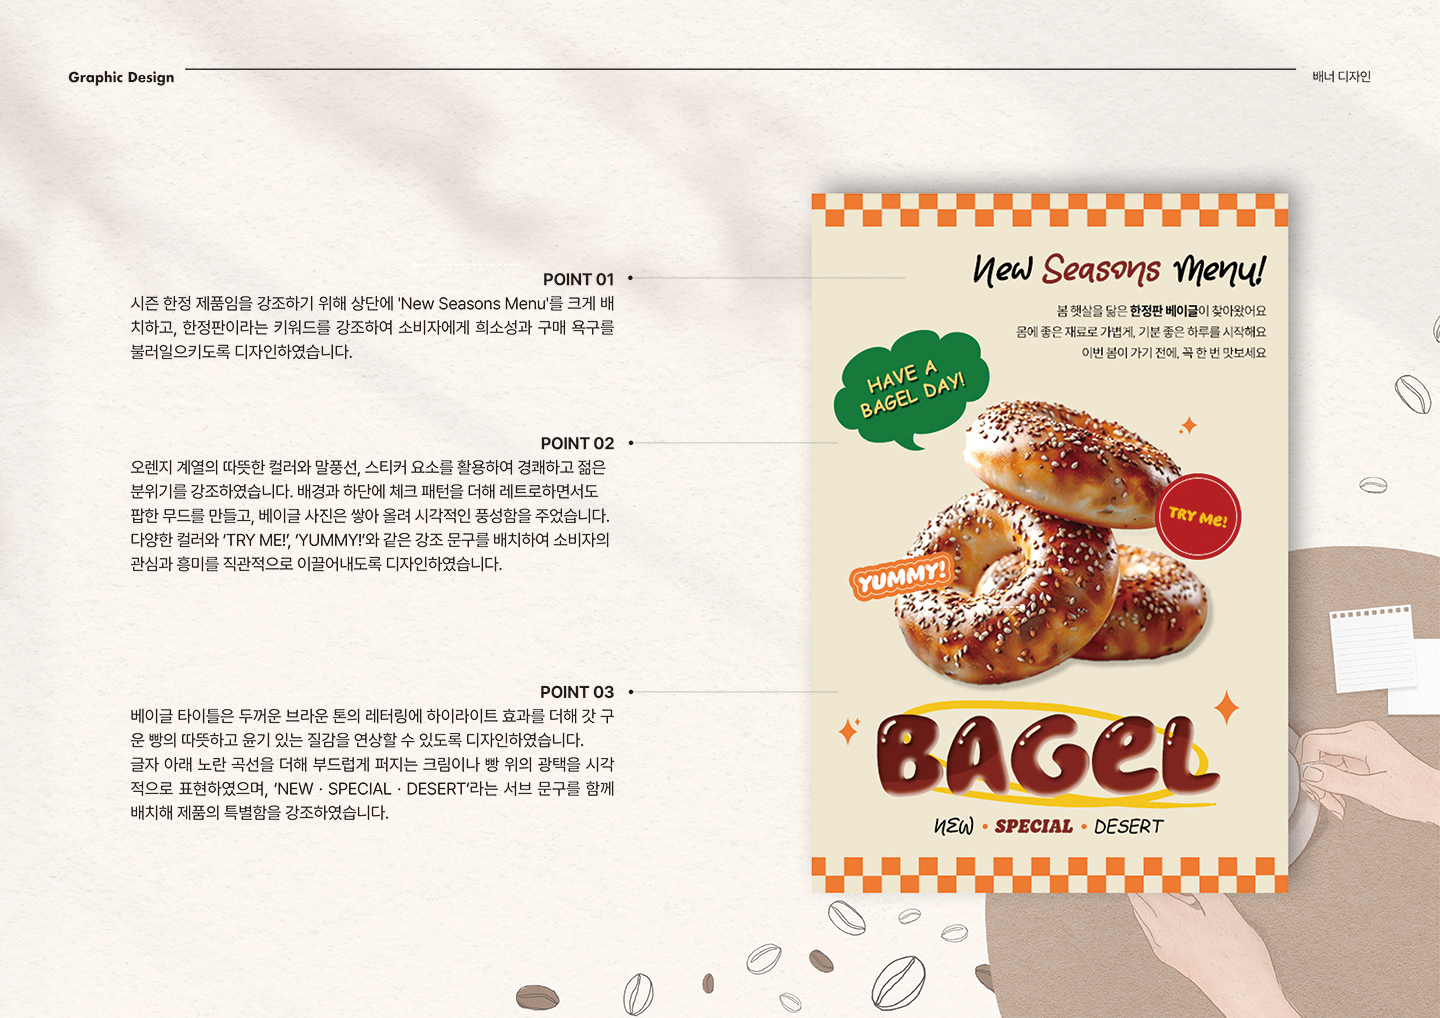 Graphic Design
배너 디자인
POINT 01
시즌 한정 제품임을 강조하기 위해 상단에 'New Seasons Menu'를 크게 배
치하고, 한정판이라는 키워드를 강조하여 소비자에게 희소성과 구매 욕구를
불러일으키도록 디자인하였습니다.
POINT 02
오렌지 계열의 따뜻한 컬러와 말풍선, 스티커 요소를 활용하여 경쾌하고 젊은
분위기를 강조하였습니다. 배경과 하단에 체크 패턴을 더해 레트로하면서도
팝한 무드를 만들고, 베이글 사진은 쌓아 올려 시각적인 풍성함을 주었습니다.
다양한 컬러와 ‘TRY ME!’, ‘YUMMY!’와 같은 강조 문구를 배치하여 소비자의
관심과 흥미를 직관적으로 이끌어내도록 디자인하였습니다.
POINT 03
베이글 타이틀은 두꺼운 브라운 톤의 레터링에 하이라이트 효과를 더해 갓 구
운 빵의 따뜻하고 윤기 있는 질감을 연상할 수 있도록 디자인하였습니다.
글자 아래 노란 곡선을 더해 부드럽게 퍼지는 크림이나 빵 위의 광택을 시각
적으로 표현하였으며, ‘NEW · SPECIAL · DESERT’라는 서브 문구를 함께
배치해 제품의 특별함을 강조하였습니다.
New Seasons Menu!
봄 햇살을 닮은 한정판 베이글이 찾아왔어요
몸에 좋은 재료로 가볍게, 기분 좋은 하루를 시작해요
이번 봄이 가기 전에, 꼭 한 번 맛보세요
HAVE A
BAGEL DAY!
TRY ME!
YUMMY!
BAGEL
NEW • SPECIAL • DESERT